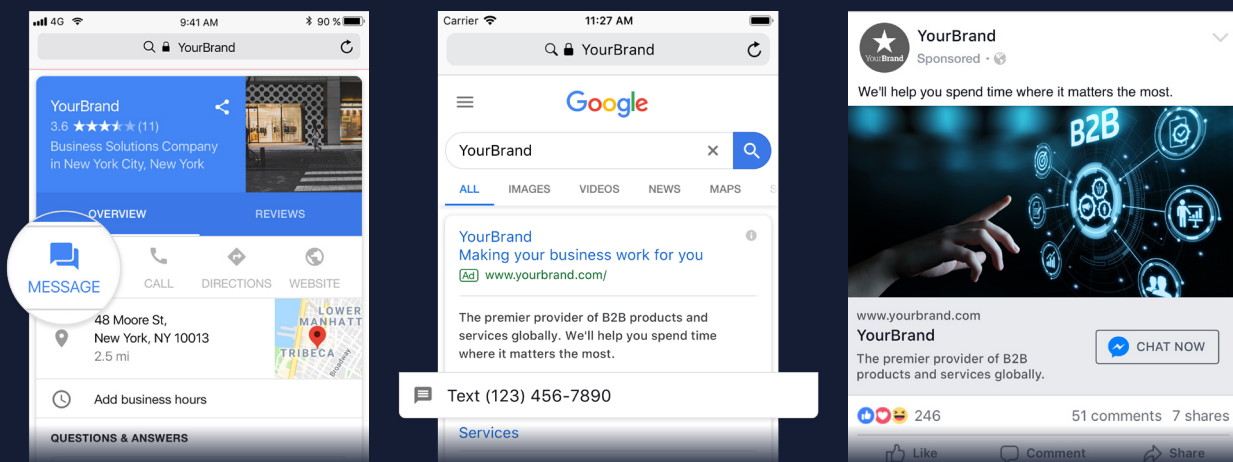 4G 9:41 AM 90 %
YourBrand
YourBrand
3.6 (11)
Business Solutions Company
in New York City, New York
OVERVIEW REVIEWS
MESSAGE CALL DIRECTIONS WEBSITE
48 Moore St,
New York, NY 10013
2.5 mi
LOWER
MANHATT
TRIBECA
Broadway
Add business hours
QUESTIONS & ANSWERS
Carrier 11:27 AM
YourBrand
Google
YourBrand
ALL IMAGES VIDEOS NEWS MAPS S
YourBrand
Making your business work for you
Ad www.yourbrand.com/
The premier provider of B2B products and
services globally. We'll help you spend time
where it matters the most.
Text (123) 456-7890
Services
YourBrand
YourBrand
Sponsored ·
We'll help you spend time where it matters the most.
B2B
www.yourbrand.com
YourBrand
The premier provider of B2B
products and services globally.
CHAT NOW
246 51 comments 7 shares
Like Comment Share